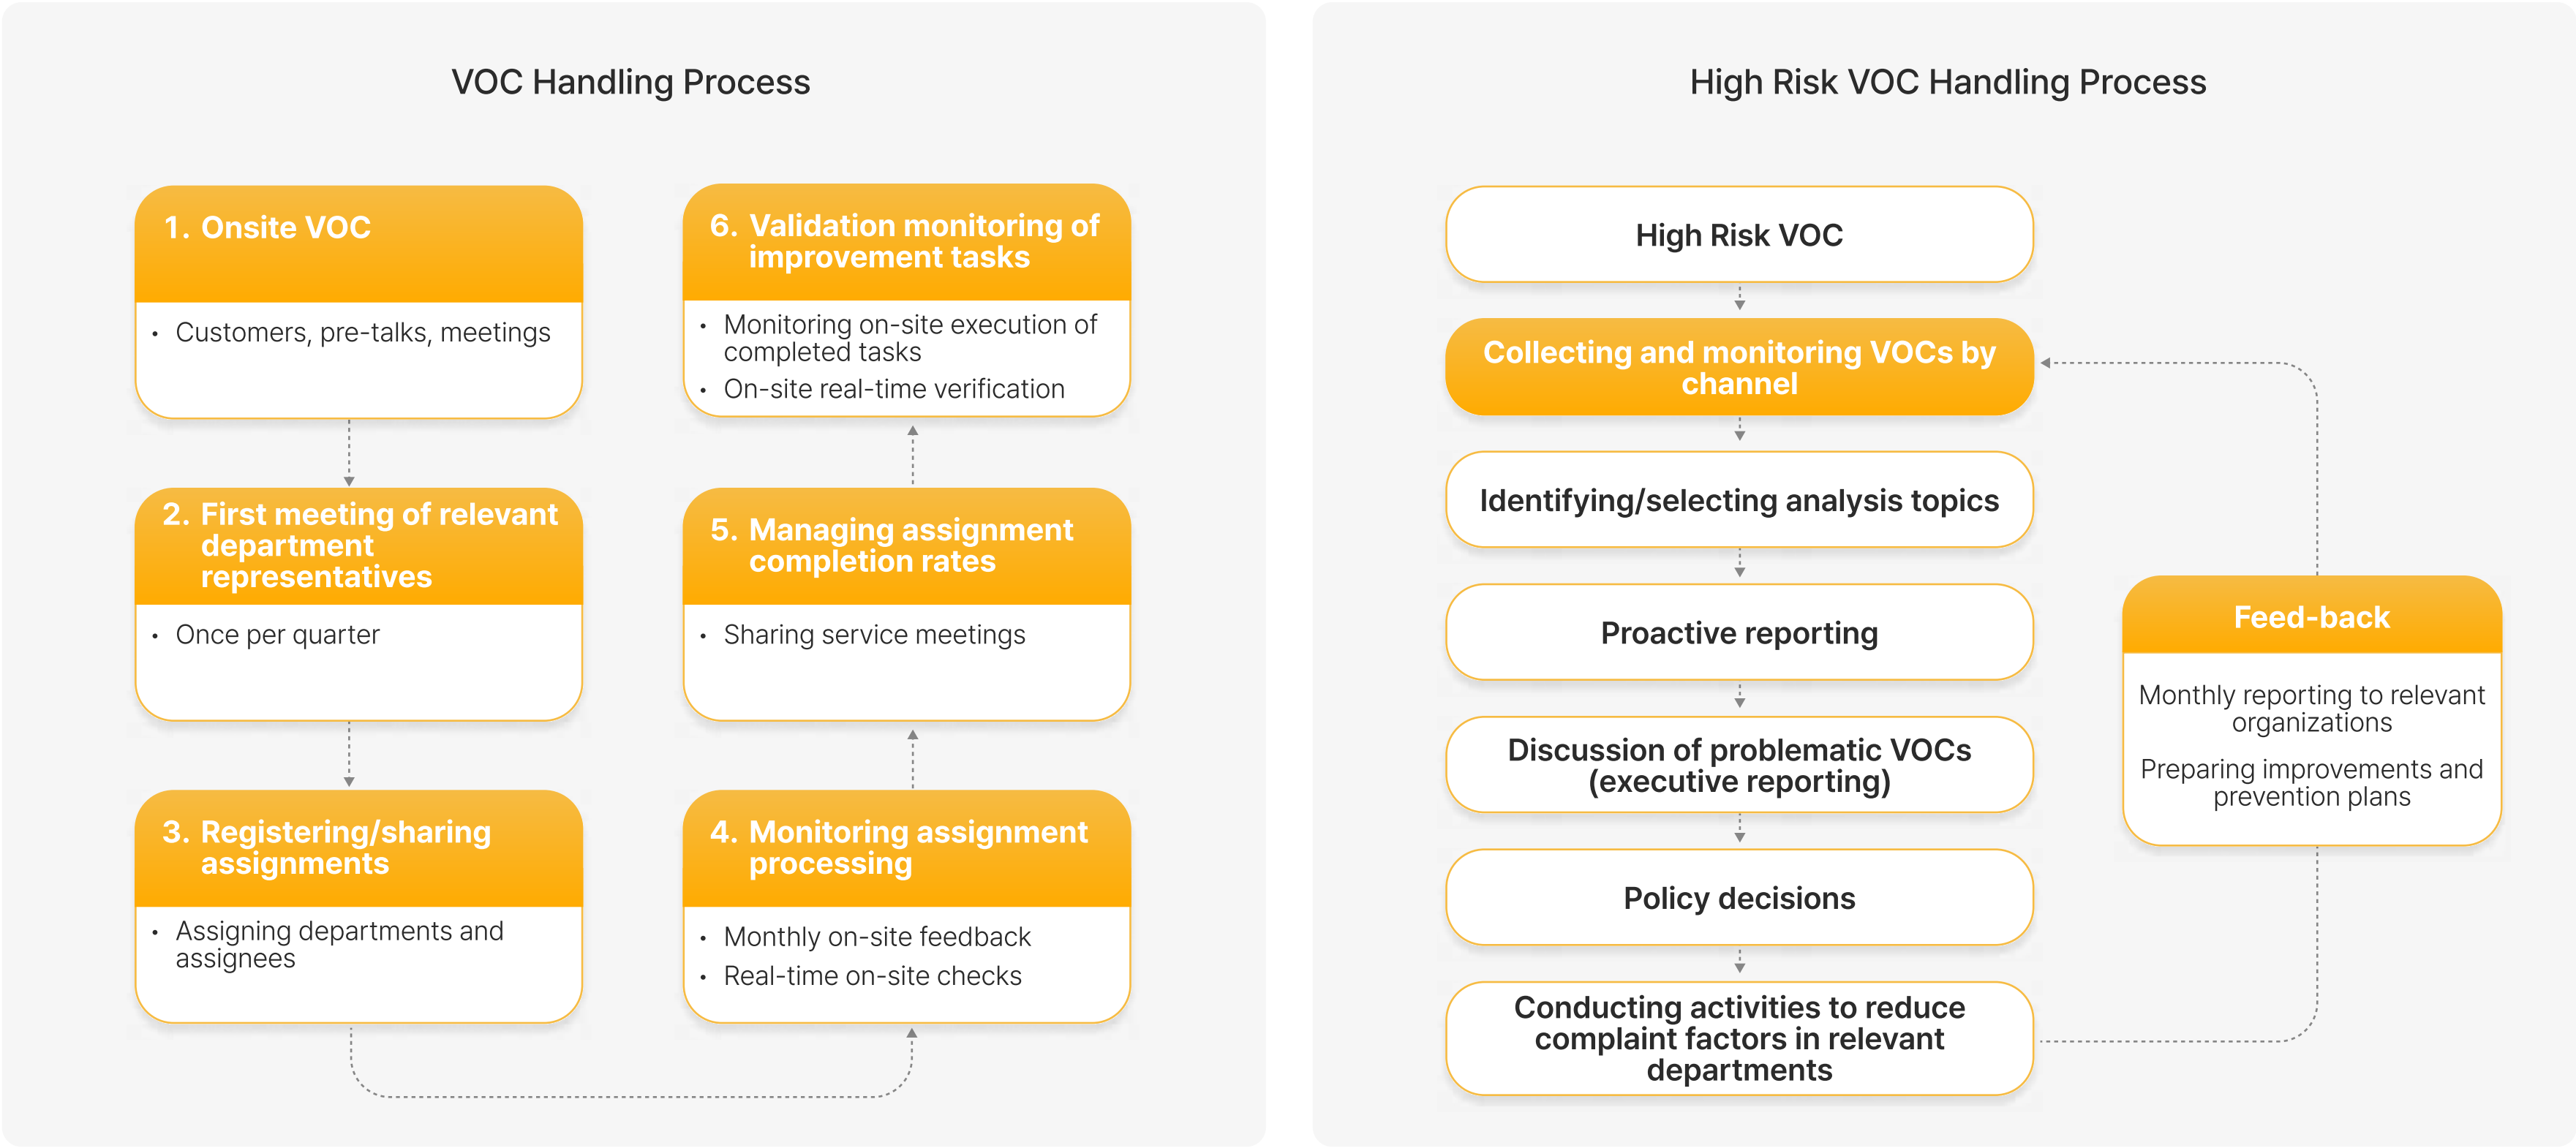 VOC Handling Process
1. Onsite VOC
• Customers, pre-talks, meetings
2. First meeting of relevant
department
representatives
• Once per quarter
3. Registering/sharing
assignments
• Assigning departments and
assignees
4. Monitoring assignment
processing
• Monthly on-site feedback
• Real-time on-site checks
5. Managing assignment
completion rates
• Sharing service meetings
6. Validation monitoring of
improvement tasks
• Monitoring on-site execution of
completed tasks
• On-site real-time verification
High Risk VOC Handling Process
High Risk VOC
Collecting and monitoring VOCs by
channel
Identifying/selecting analysis topics
Proactive reporting
Discussion of problematic VOCs
(executive reporting)
Policy decisions
Conducting activities to reduce
complaint factors in relevant
departments
Feed-back
Monthly reporting to relevant
organizations
Preparing improvements and
prevention plans